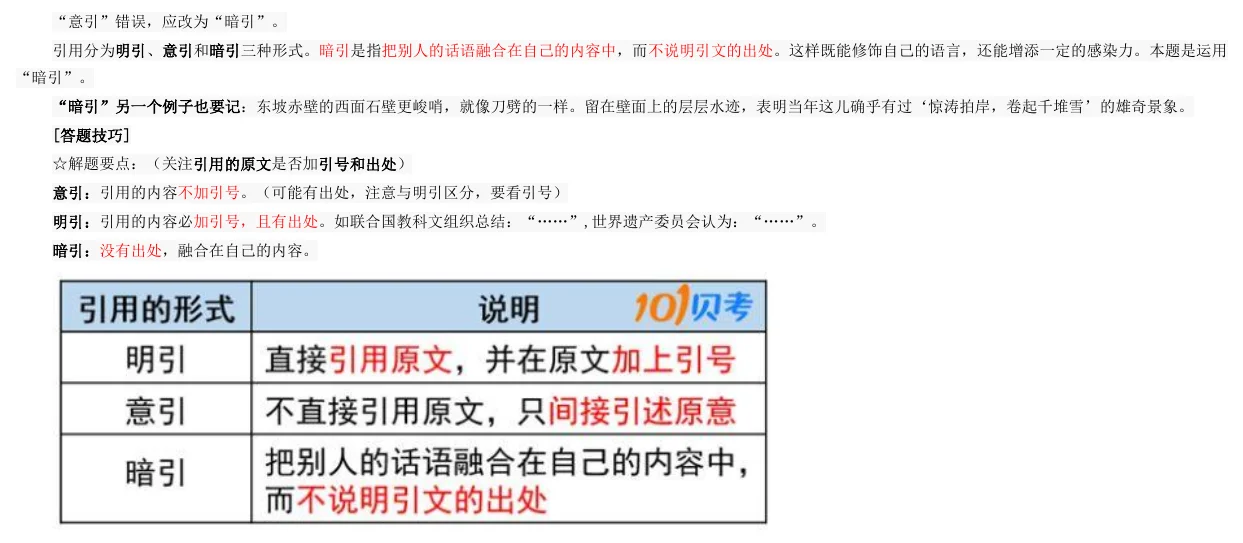 “意引”错误，应改为“暗引”。
引用分为明引、意引和暗引三种形式。暗引是指把别人的话语融合在自己的内容中，而不说明引文的出处。这样既能修饰自己的语言，还能增添一定的感染力。本题是运用
“暗引”。
“暗引”另一个例子也要记：东坡赤壁的西面石壁更峻峭，就像刀劈的一样。留在壁面上的层层水迹，表明当年这儿确乎有过‘惊涛拍岸，卷起千堆雪’的雄奇景象。
[答题技巧]
☆解题要点：（关注引用的原文是否加引号和出处）
意引：引用的内容不加引号。（可能有出处，注意与明引区分，要看引号）
明引：引用的内容必加引号，且有出处。如联合国教科文组织总结：“……”,世界遗产委员会认为：“……”。
暗引：没有出处，融合在自己的内容。
引用的形式 说明 101贝考
明引 直接引用原文，并在原文加上引号
意引 不直接引用原文，只间接引述原意
暗引 把别人的话语融合在自己的内容中，
而不说明引文的出处